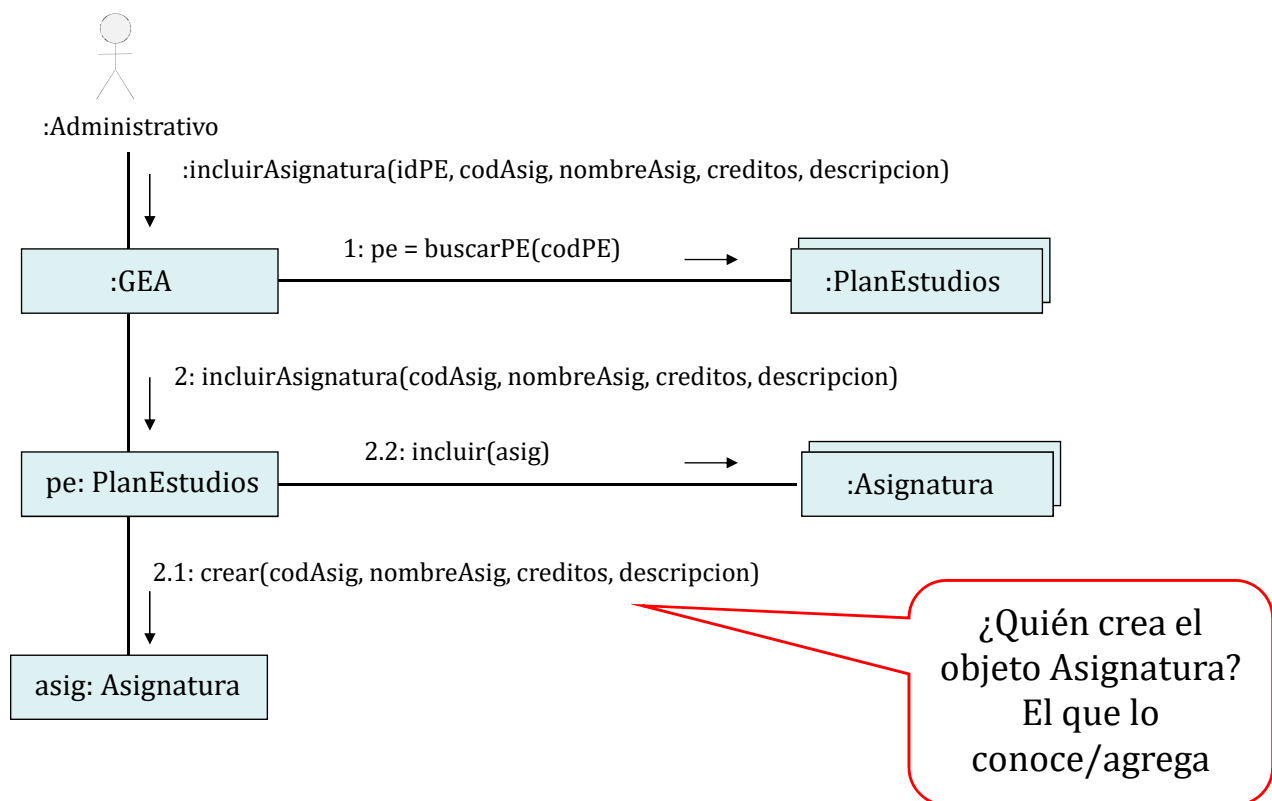 :Administrativo
:incluirAsignatura(idPE, codAsig, nombreAsig, creditos, descripcion)
1: pe = buscarPE(codPE)
:GEA
:PlanEstudios
2: incluirAsignatura(codAsig, nombreAsig, creditos, descripcion)
2.2: incluir(asig)
pe: PlanEstudios
:Asignatura
2.1: crear(codAsig, nombreAsig, creditos, descripcion)
asig: Asignatura
¿Quién crea el
objeto Asignatura?
El que lo
conoce/agrega